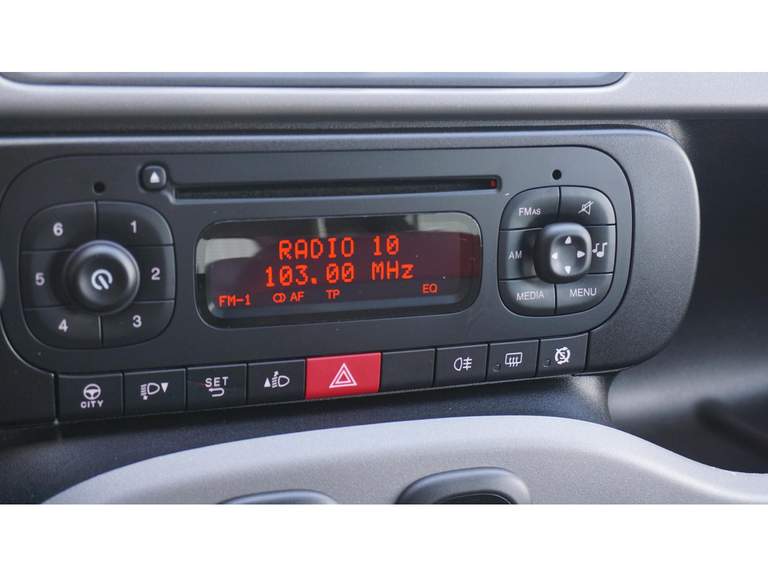 6 1
5 2
4 3
RADIO 10
103.00 MHz
FM-1 CD AF TP EQ
FMAS
AM
MEDIA MENU
CITY
SET